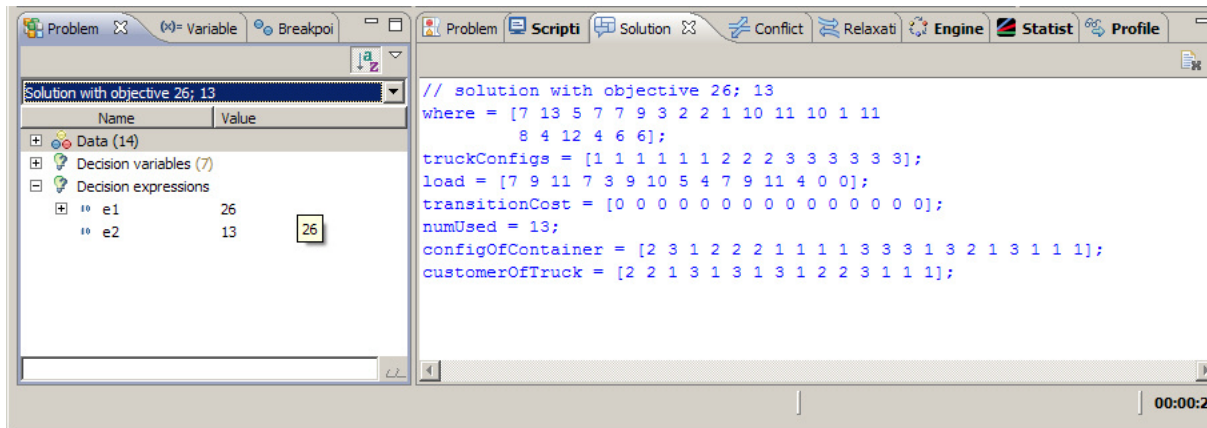 Problem (x)= Variable Breakpoi
Solution with objective 26; 13
Name Value
Data (14)
Decision variables (7)
Decision expressions
e1 26
e2 13
26
Problem Scripti Solution Conflict Relaxati Engine Statist Profile
// solution with objective 26; 13
where = [7 13 5 7 7 9 3 2 2 1 10 11 10 1 11
8 4 12 4 6 6];
truckConfigs = [1 1 1 1 1 1 2 2 2 3 3 3 3 3 3];
load = [7 9 11 7 3 9 10 5 4 7 9 11 4 0 0];
transitionCost = [0 0 0 0 0 0 0 0 0 0 0 0 0 0];
numUsed = 13;
configOfContainer = [2 3 1 2 2 2 1 1 1 1 3 3 3 1 3 2 1 3 1 1 1];
customerOfTruck = [2 2 1 3 1 3 1 3 1 2 2 3 1 1 1];
00:00:2